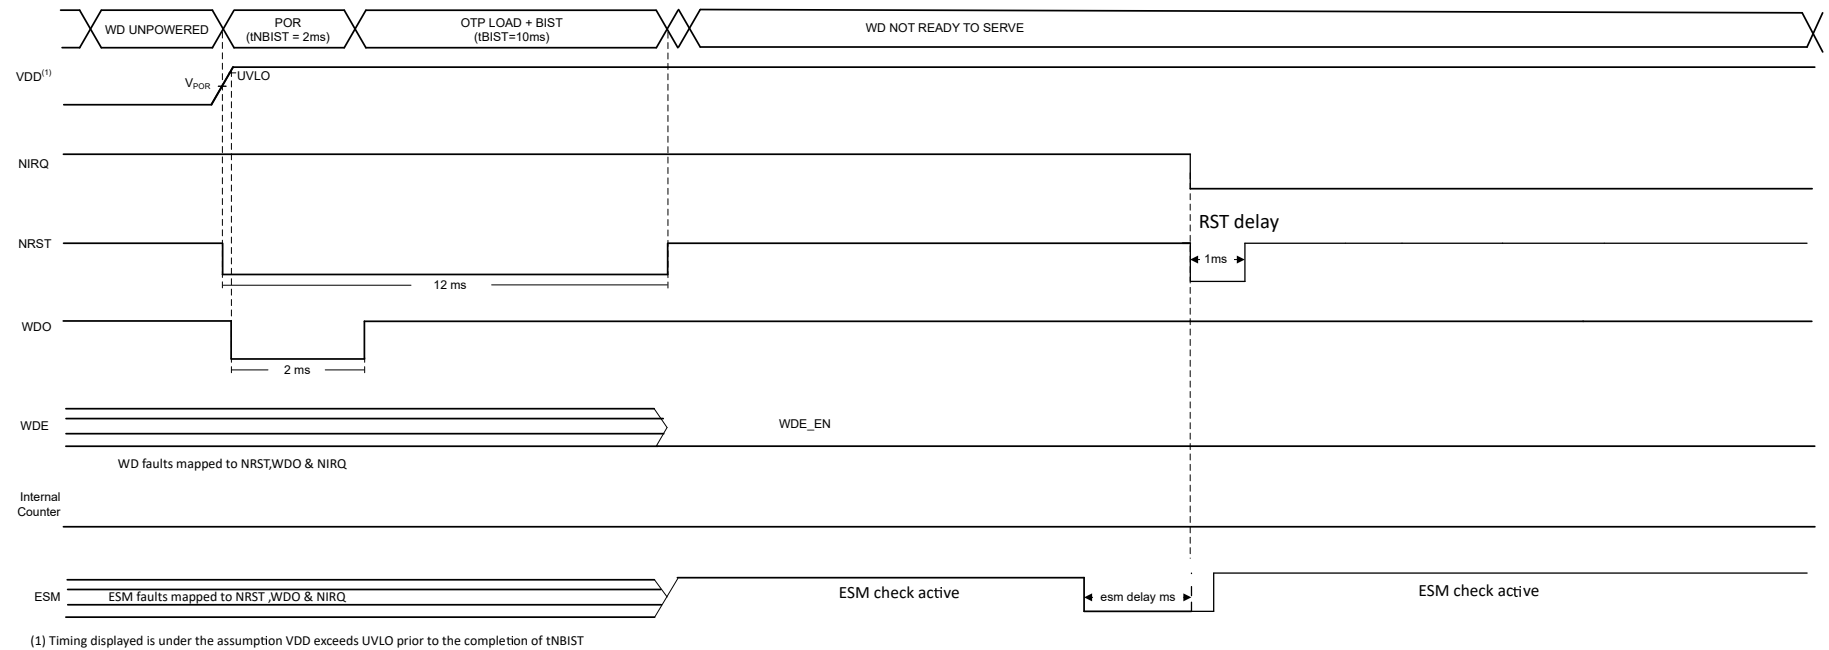 WD UNPOWERED
POR
(tNBIST = 2ms)
OTP LOAD + BIST
(tBIST=10ms)
WD NOT READY TO SERVE
VDD(1)
VPOR
UVLO
NIRQ
RST delay
NRST
1ms
12 ms
WDO
2 ms
WDE
WDE_EN
WD faults mapped to NRST,WDO & NIRQ
Internal
Counter
ESM
ESM faults mapped to NRST ,WDO & NIRQ
ESM check active
esm delay ms
ESM check active
(1) Timing displayed is under the assumption VDD exceeds UVLO prior to the completion of tNBIST